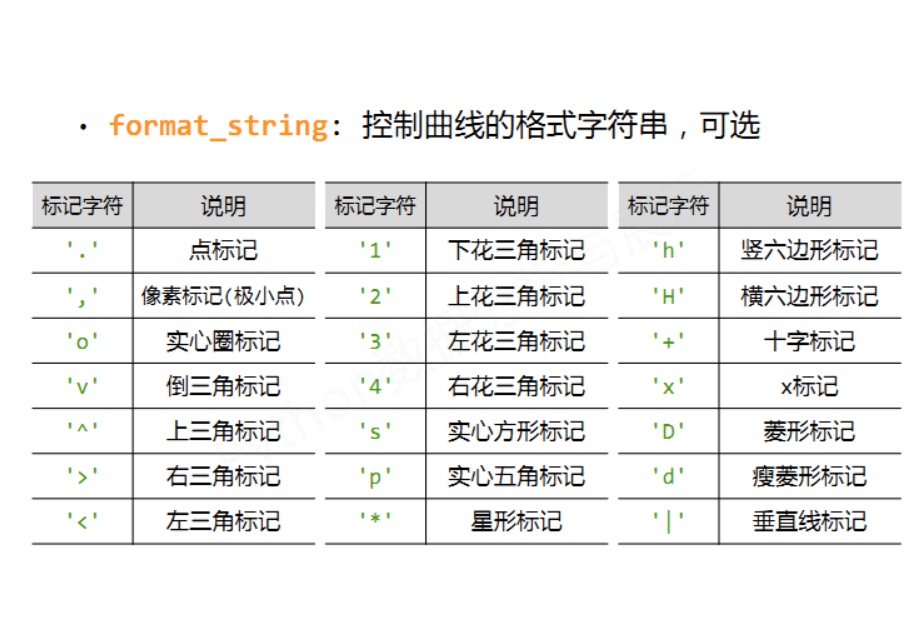 • format_string: 控制曲线的格式字符串，可选
标记字符 说明 标记字符 说明 标记字符 说明
'.' 点标记 '1' 下花三角标记 'h' 竖六边形标记
',' 像素标记(极小点) '2' 上花三角标记 'H' 横六边形标记
'o' 实心圈标记 '3' 左花三角标记 '+' 十字标记
'v' 倒三角标记 '4' 右花三角标记 'x' x标记
'^' 上三角标记 's' 实心方形标记 'D' 菱形标记
'>' 右三角标记 'p' 实心五角标记 'd' 瘦菱形标记
'<' 左三角标记 '*' 星形标记 '|' 垂直线标记